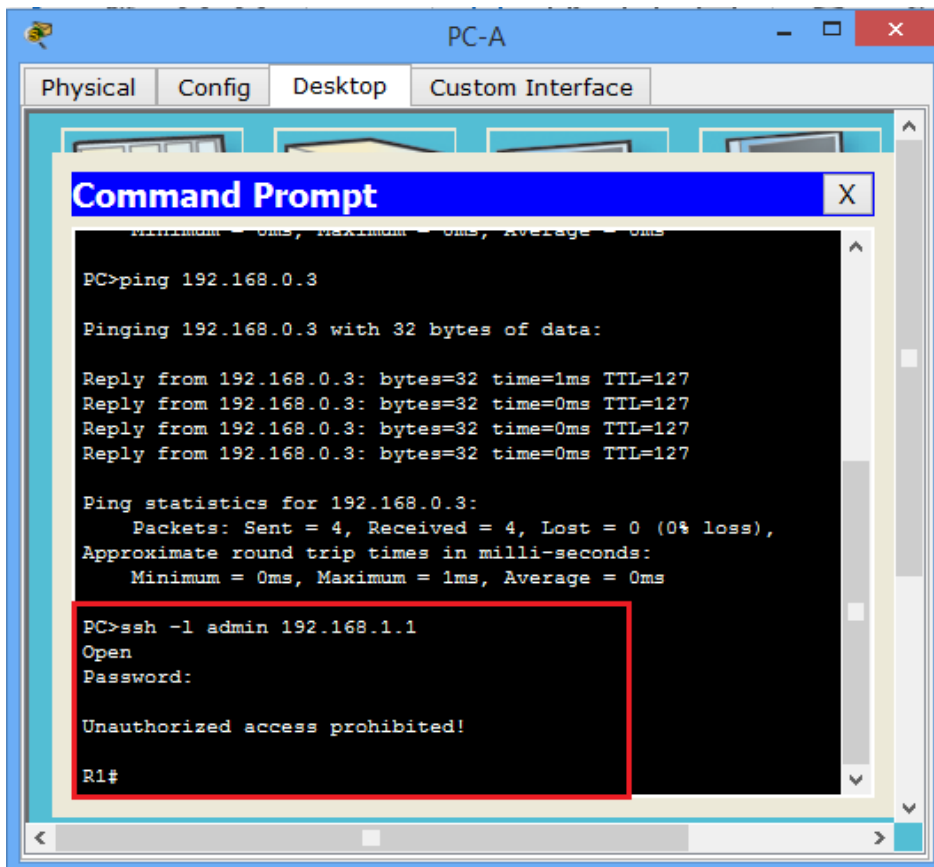 PC-A
Physical Config Desktop Custom Interface
Command Prompt X
Minimum = 0ms, Maximum = 0ms, Average = 0ms
PC>ping 192.168.0.3
Pinging 192.168.0.3 with 32 bytes of data:
Reply from 192.168.0.3: bytes=32 time=1ms TTL=127
Reply from 192.168.0.3: bytes=32 time=0ms TTL=127
Reply from 192.168.0.3: bytes=32 time=0ms TTL=127
Reply from 192.168.0.3: bytes=32 time=0ms TTL=127
Ping statistics for 192.168.0.3:
Packets: Sent = 4, Received = 4, Lost = 0 (0% loss),
Approximate round trip times in milli-seconds:
Minimum = 0ms, Maximum = 1ms, Average = 0ms
PC>ssh -l admin 192.168.1.1
Open
Password:
Unauthorized access prohibited!
R1#